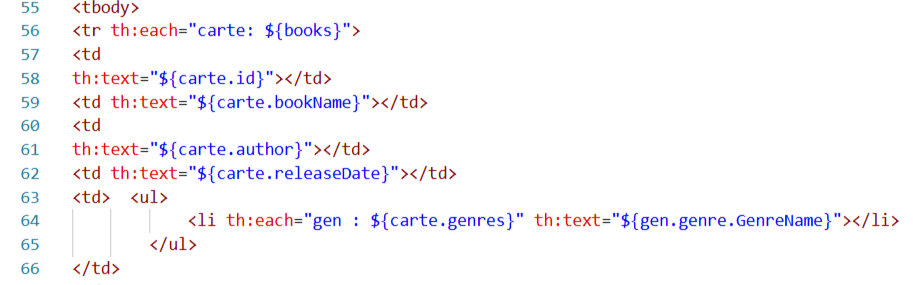 55 <tbody>
56 <tr th:each="carte: ${books}">
57 <td
58 th:text="${carte.id}"></td>
59 <td th:text="${carte.bookName}"></td>
60 <td
61 th:text="${carte.author}"></td>
62 <td th:text="${carte.releaseDate}"></td>
63 <td>  <ul>
64             <li th:each="gen : ${carte.genres}" th:text="${gen.genre.GenreName}"></li>
65         </ul>
66 </td>